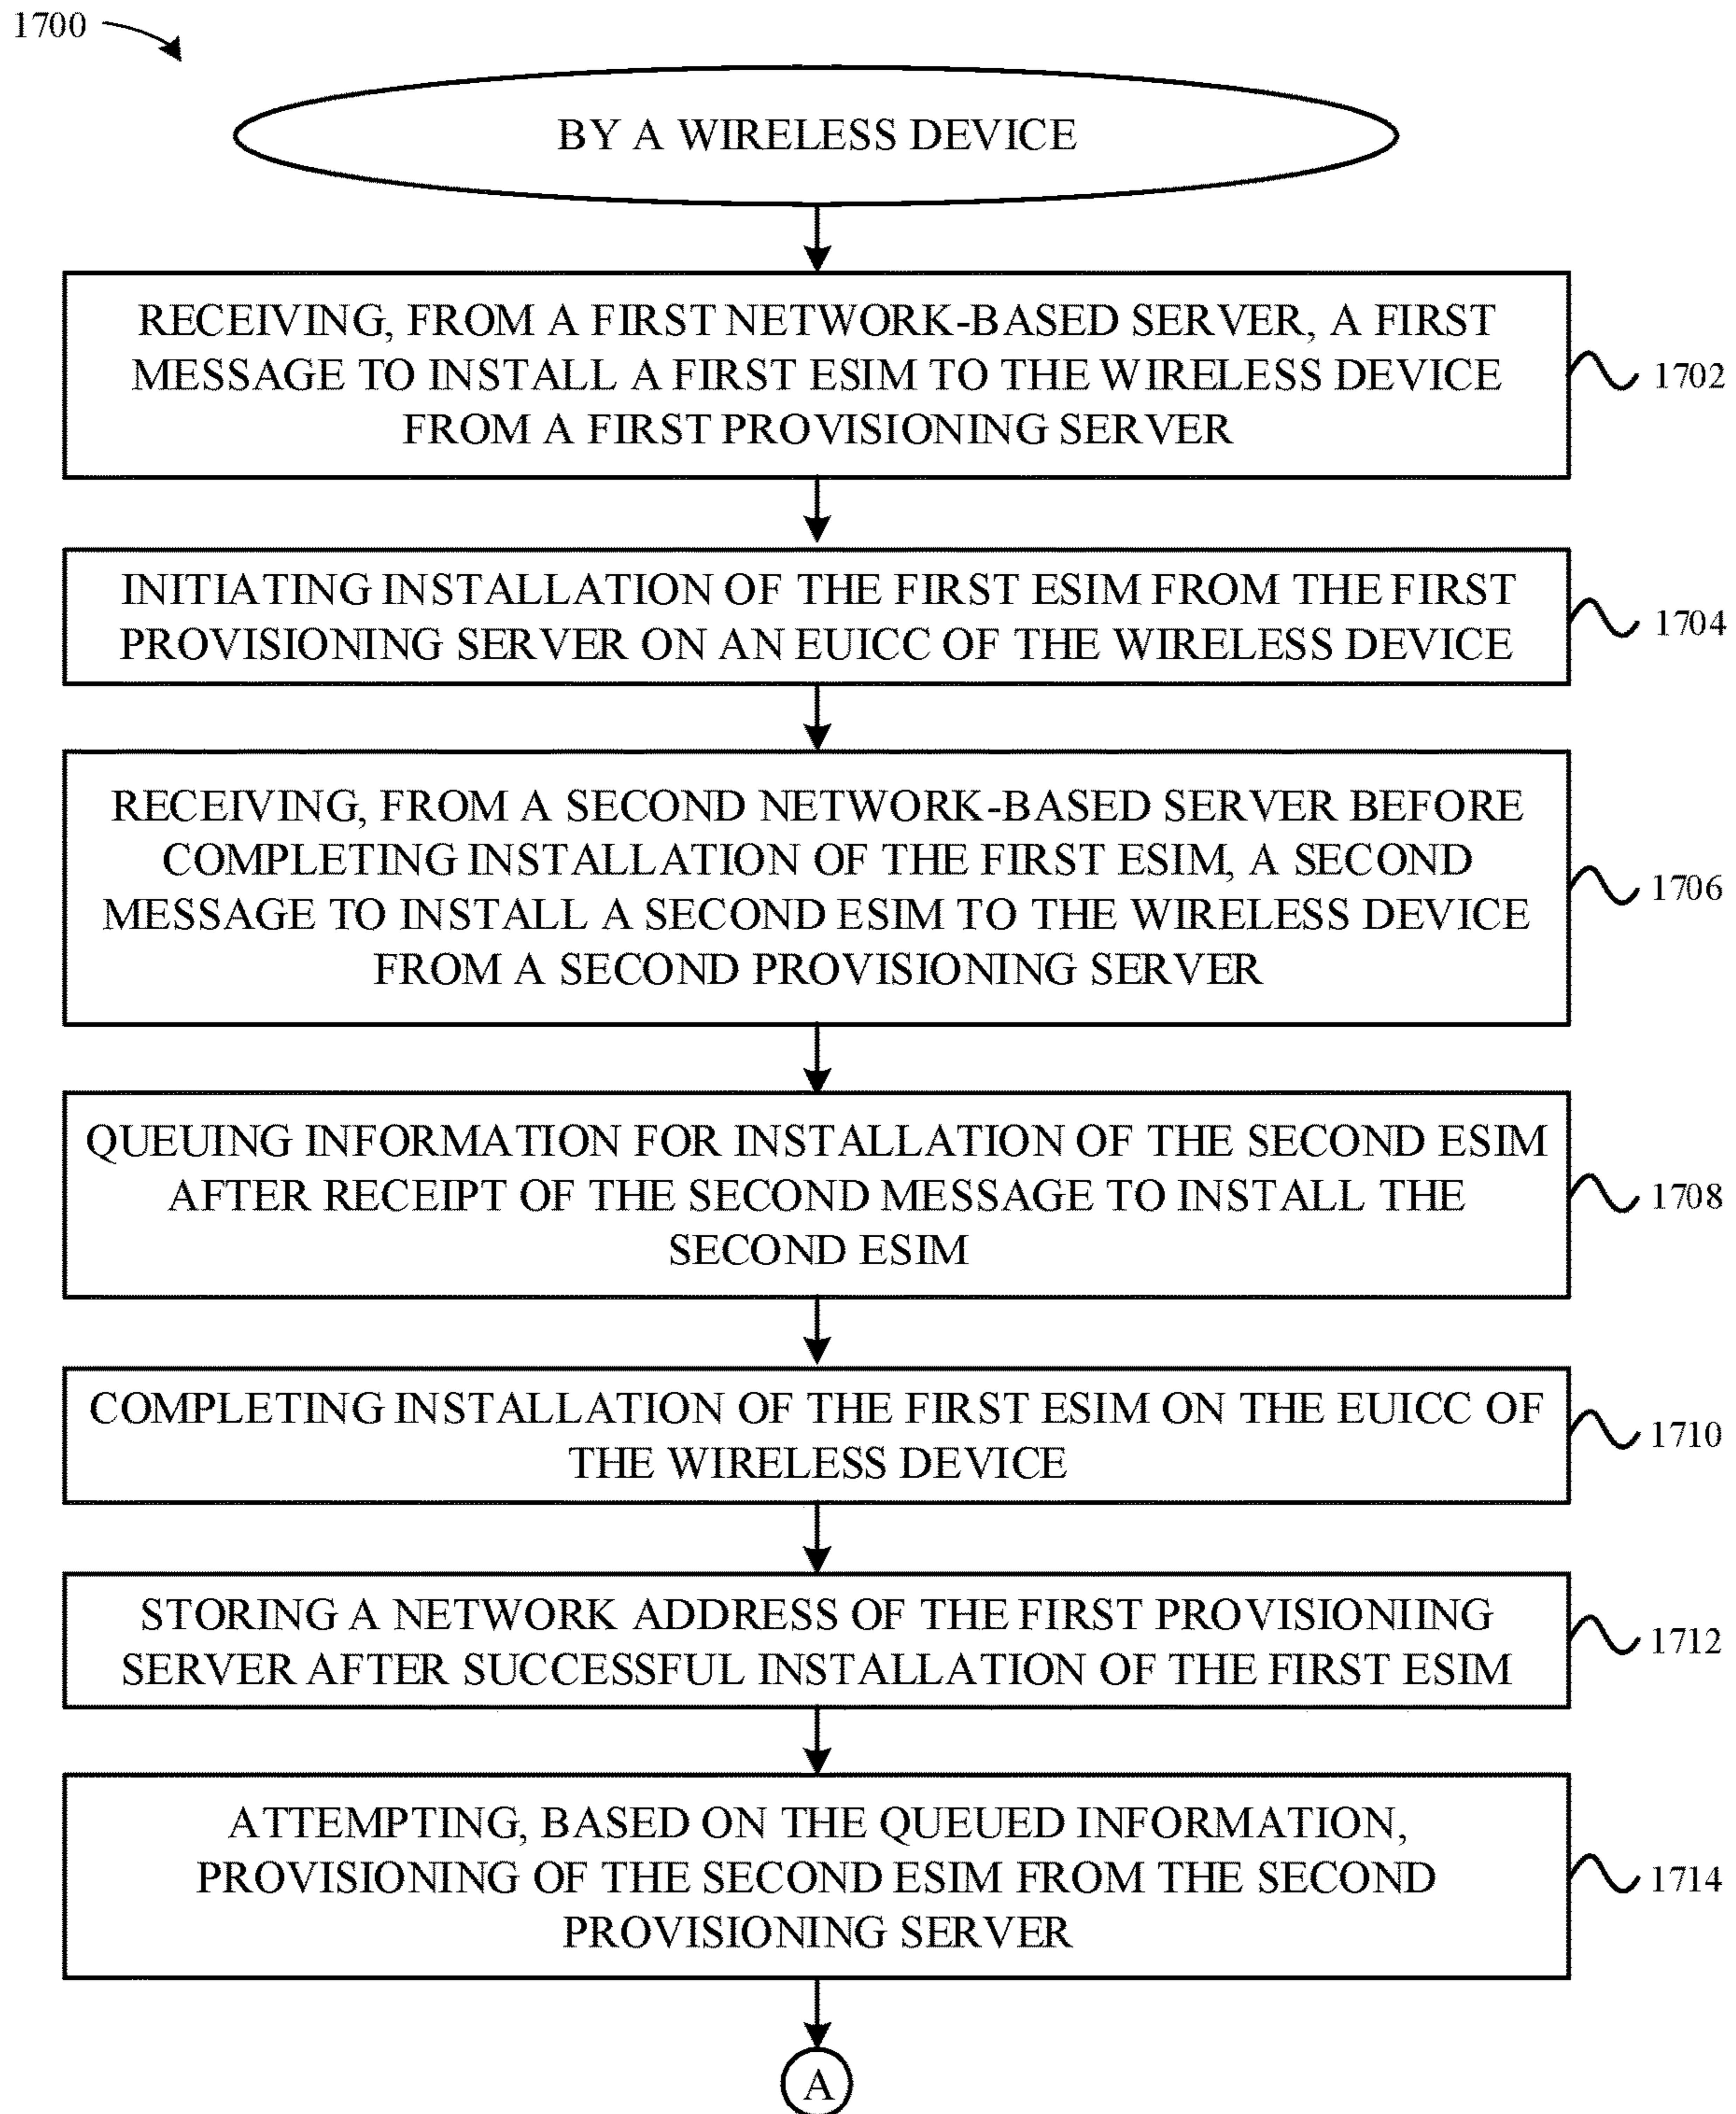 1700
BY A WIRELESS DEVICE
RECEIVING, FROM A FIRST NETWORK-BASED SERVER, A FIRST
MESSAGE TO INSTALL A FIRST ESIM TO THE WIRELESS DEVICE
FROM A FIRST PROVISIONING SERVER
1702
INITIATING INSTALLATION OF THE FIRST ESIM FROM THE FIRST
PROVISIONING SERVER ON AN EUICC OF THE WIRELESS DEVICE
1704
RECEIVING, FROM A SECOND NETWORK-BASED SERVER BEFORE
COMPLETING INSTALLATION OF THE FIRST ESIM, A SECOND
MESSAGE TO INSTALL A SECOND ESIM TO THE WIRELESS DEVICE
FROM A SECOND PROVISIONING SERVER
1706
QUEUING INFORMATION FOR INSTALLATION OF THE SECOND ESIM
AFTER RECEIPT OF THE SECOND MESSAGE TO INSTALL THE
SECOND ESIM
1708
COMPLETING INSTALLATION OF THE FIRST ESIM ON THE EUICC OF
THE WIRELESS DEVICE
1710
STORING A NETWORK ADDRESS OF THE FIRST PROVISIONIING
SERVER AFTER SUCCESSFUL INSTALLATION OF THE FIRST ESIM
1712
ATTEMPTING, BASED ON THE QUEUED INFORMATION,
PROVISIONING OF THE SECOND ESIM FROM THE SECOND
PROVISIONING SERVER
1714
A